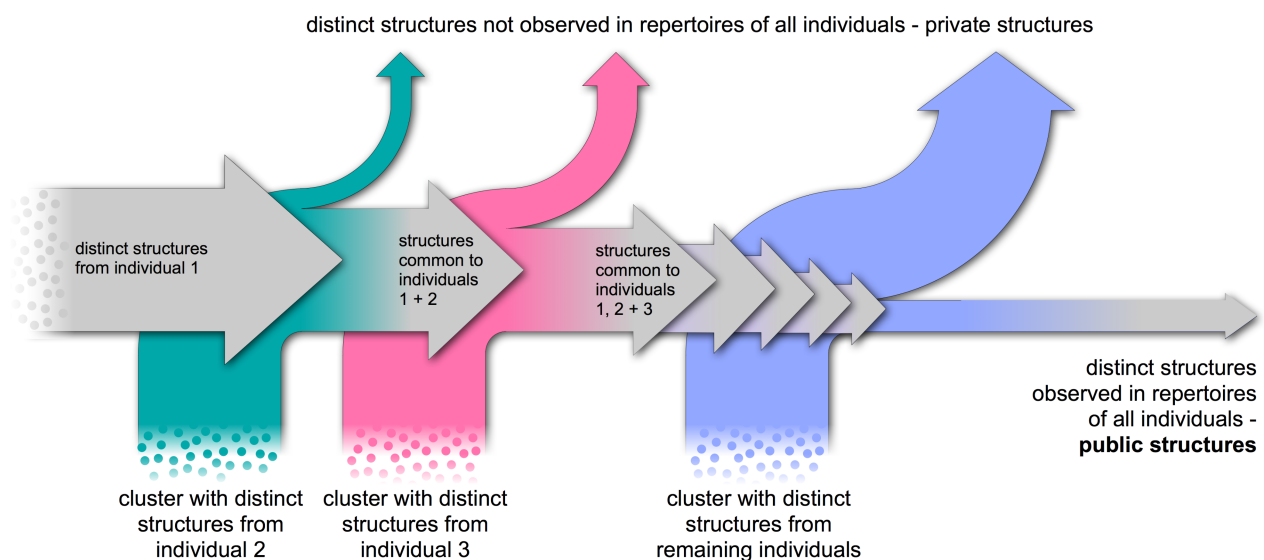 distinct structures not observed in repertoires of all individuals - private structures
distinct structures
from individual 1
structures
common to
individuals
1 + 2
structures
common to
individuals
1, 2 + 3
distinct structures
observed in repertoires
of all individuals -
public structures
cluster with distinct
structures from
individual 2
cluster with distinct
structures from
individual 3
cluster with distinct
structures from
remaining individuals